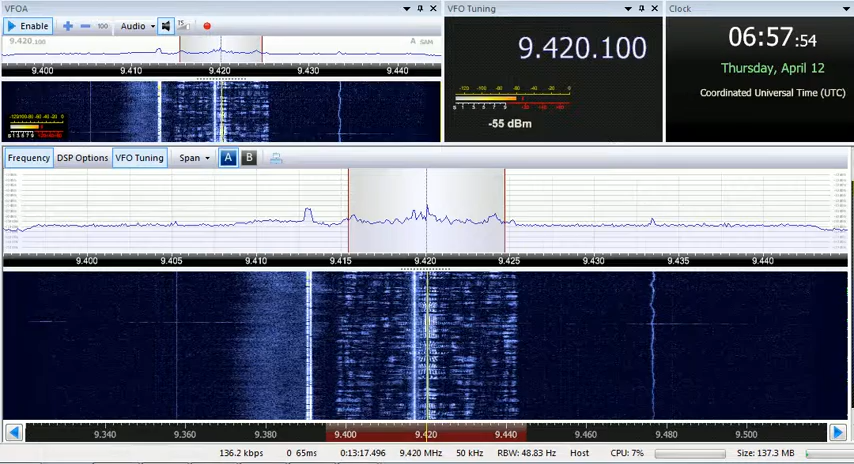 VFOA
Enable
100
Audio
9.420.100
A SAM
9.400 9.410 9.420 9.430 9.440
VFO Tuning
9.420.100
-55 dBm
Clock
06:57:54
Thursday, April 12
Coordinated Universal Time (UTC)
Frequency DSP Options VFO Tuning Span A B
9.400 9.405 9.410 9.415 9.420 9.425 9.430 9.435 9.440
9.340 9.360 9.380 9.400 9.420 9.440 9.460 9.480 9.500
136.2 kbps 0 65ms 0:13:17.496 9.420 MHz 50 kHz RBW: 48.83 Hz Host CPU: 7% Size: 137.3 MB